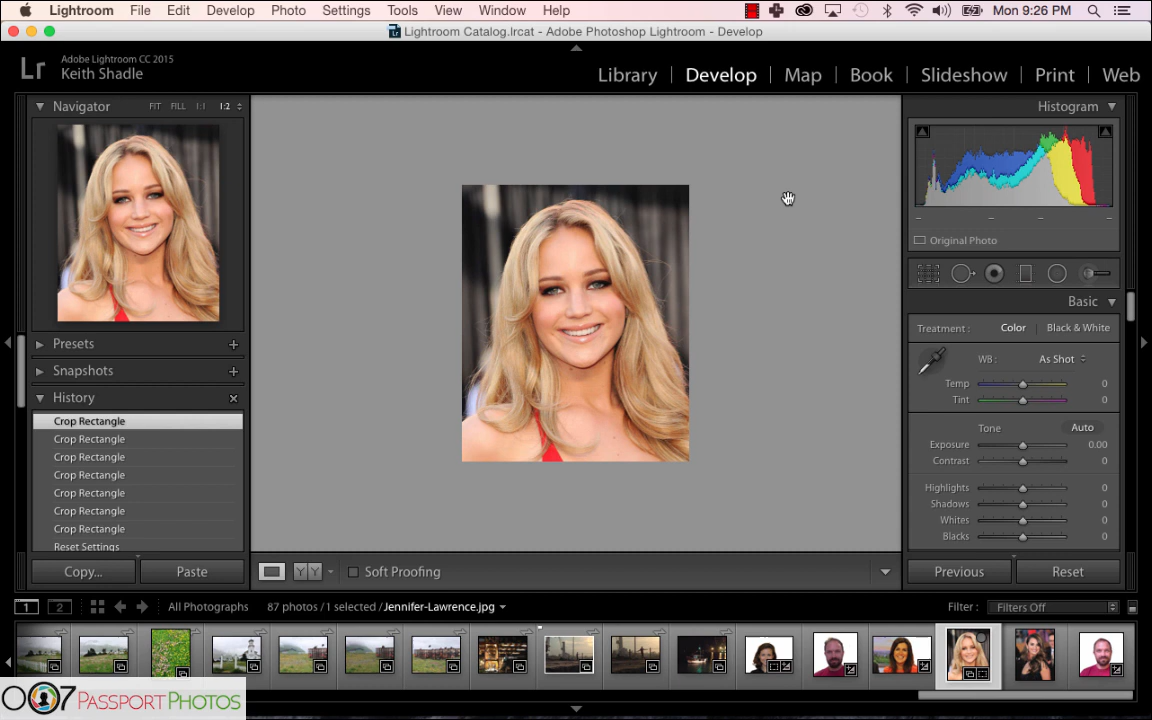 Lightroom File Edit Develop Photo Settings Tools View Window Help Mon 9:26 PM
Lightroom Catalog.lrcat - Adobe Photoshop Lightroom - Develop
Lr Adobe Lightroom CC 2015
Keith Shadle
Library | Develop | Map | Book | Slideshow | Print | Web
Navigator FIT FILL 1:1 1:2
Histogram
Original Photo
Basic
Treatment : Color Black & White
WB : As Shot
Temp 0
Tint 0
Tone Auto
Exposure 0.00
Contrast 0
Highlights 0
Shadows 0
Whites 0
Blacks 0
Presets
Snapshots
History
Crop Rectangle
Crop Rectangle
Crop Rectangle
Crop Rectangle
Crop Rectangle
Crop Rectangle
Crop Rectangle
Reset Settings
Copy... Paste
YY Soft Proofing
Previous Reset
1 2 All Photographs 87 photos / 1 selected / Jennifer-Lawrence.jpg
Filter : Filters Off
007 PASSPORT PHOTOS